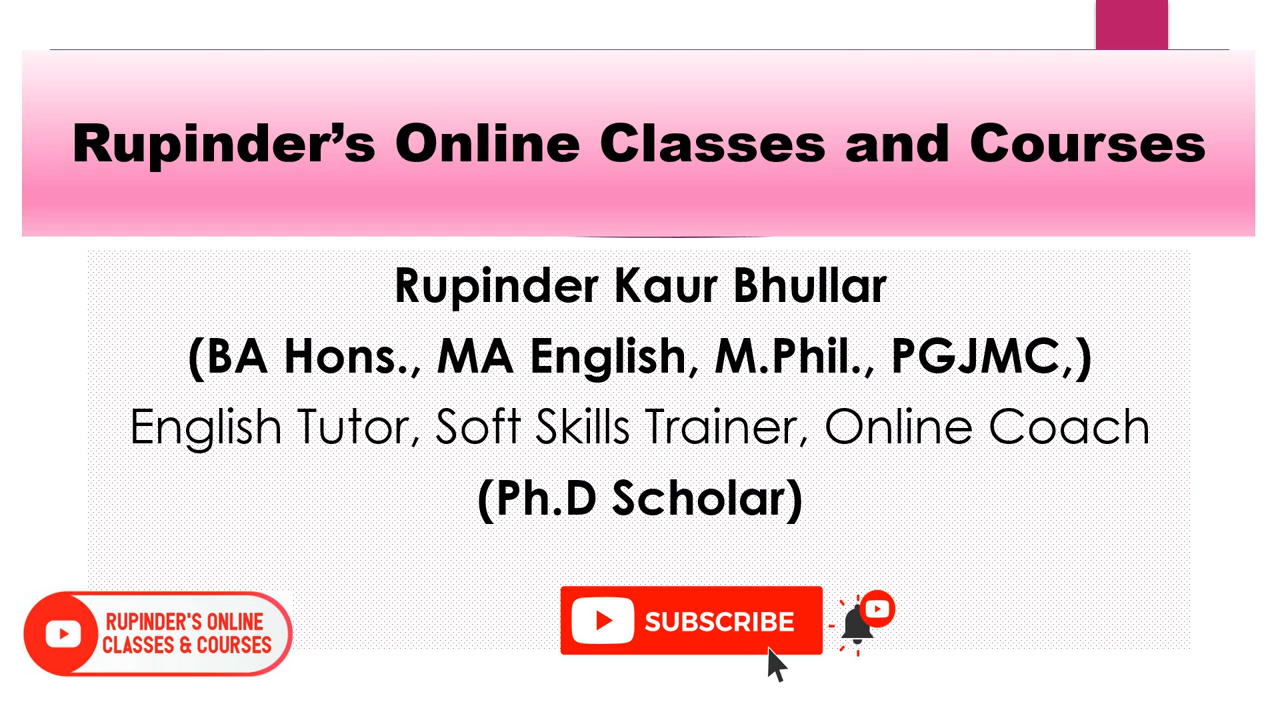 Rupinder’s Online Classes and Courses
Rupinder Kaur Bhullar
(BA Hons., MA English, M.Phil., PGJMC,)
English Tutor, Soft Skills Trainer, Online Coach
(Ph.D Scholar)
RUPINDER'S ONLINE
CLASSES & COURSES
SUBSCRIBE